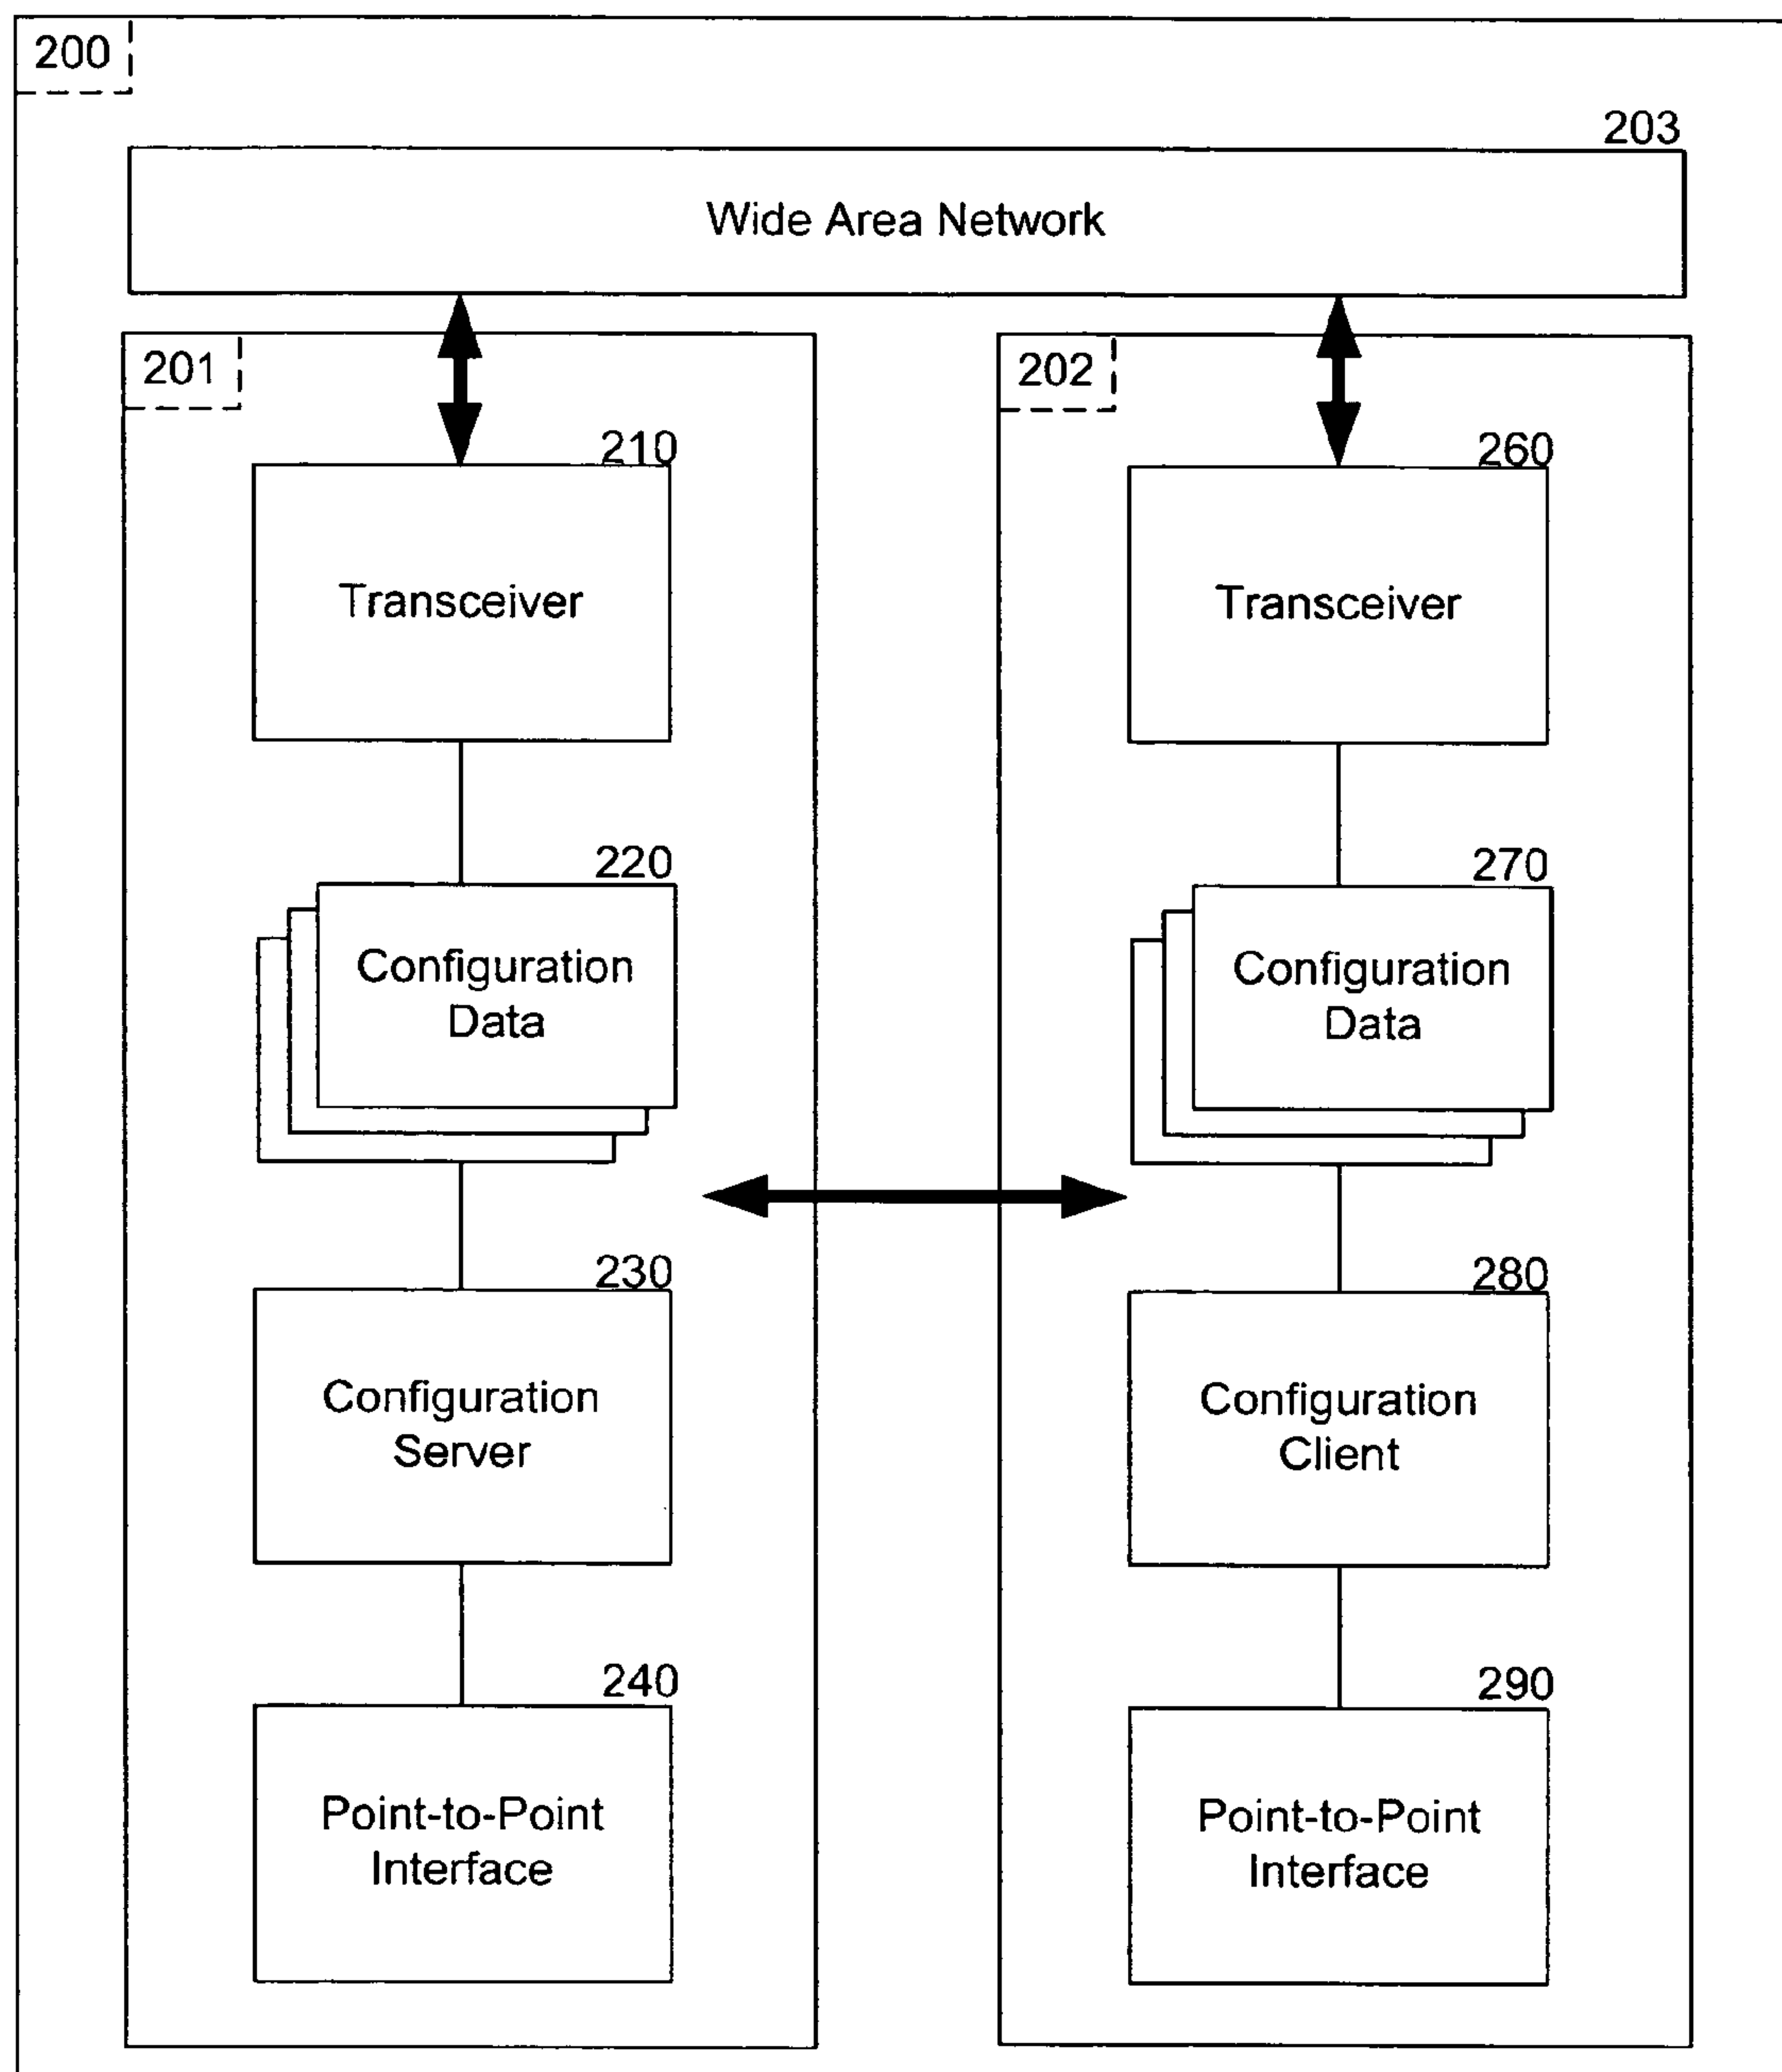 200
203
Wide Area Network
201
202
210
260
Transceiver
Transceiver
220
270
Configuration
Data
Configuration
Data
230
280
Configuration
Server
Configuration
Client
240
290
Point-to-Point
Interface
Point-to-Point
Interface